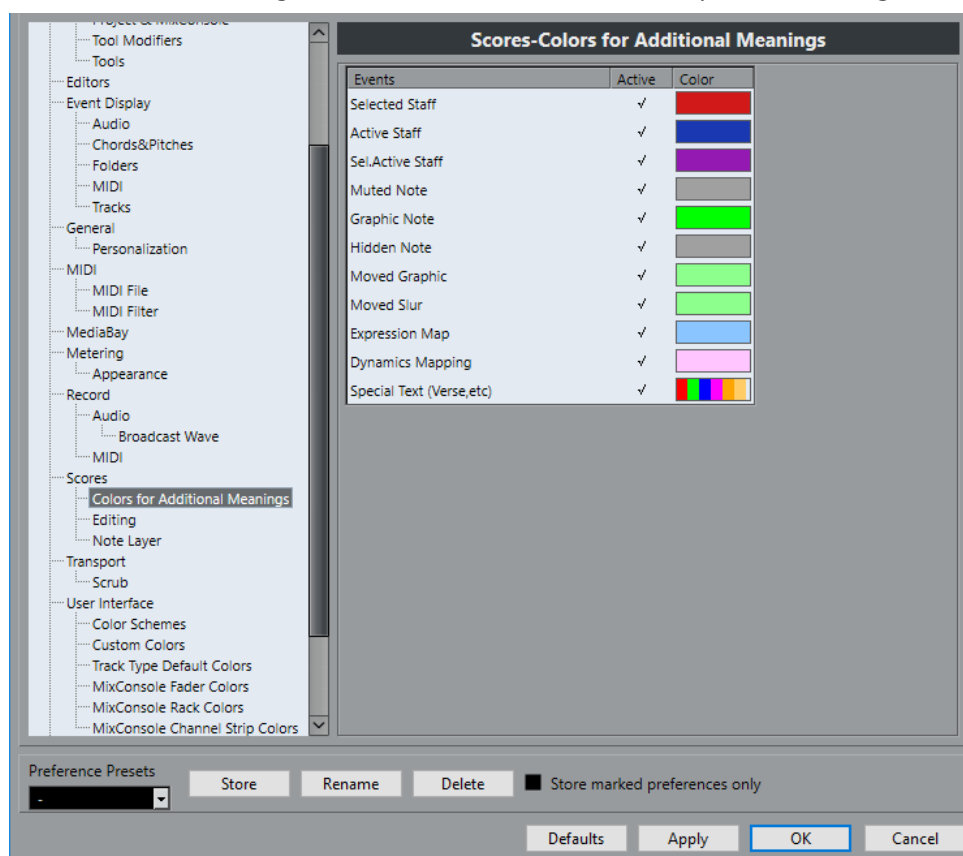 Tool Modifiers
Tools
Editors
Event Display
Audio
Chords&Pitches
Folders
MIDI
Tracks
General
Personalization
MIDI
MIDI File
MIDI Filter
MediaBay
Metering
Appearance
Record
Audio
Broadcast Wave
MIDI
Scores
Colors for Additional Meanings
Editing
Note Layer
Transport
Scrub
User Interface
Color Schemes
Custom Colors
Track Type Default Colors
MixConsole Fader Colors
MixConsole Rack Colors
MixConsole Channel Strip Colors
Scores-Colors for Additional Meanings
Events Active Color
Selected Staff
Active Staff
Sel.Active Staff
Muted Note
Graphic Note
Hidden Note
Moved Graphic
Moved Slur
Expression Map
Dynamics Mapping
Special Text (Verse,etc)
Preference Presets
-
Store Rename Delete Store marked preferences only
Defaults Apply OK Cancel